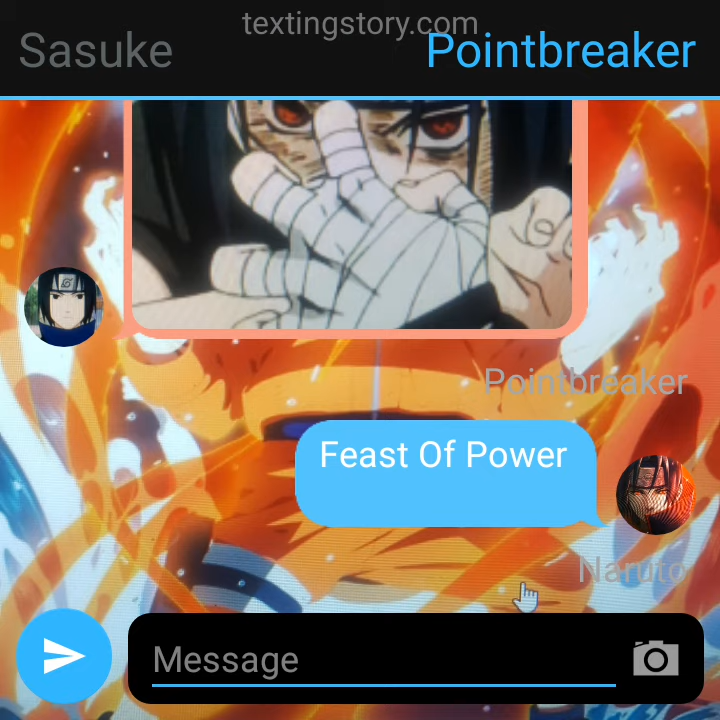 textingstory.com
Sasuke
Pointbreaker
Pointbreaker
Feast Of Power
Naruto
Message